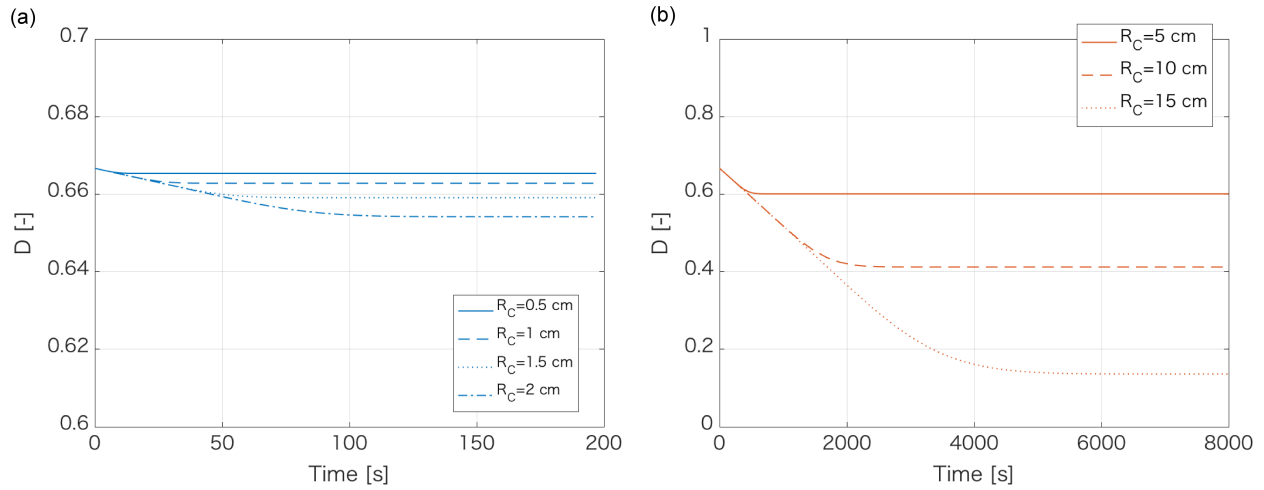 (a)
0.7
0.68
0.66
0.64
0.62
0.6
D [-]
0
50
100
150
200
Time [s]
R_C=0.5 cm
R_C=1 cm
R_C=1.5 cm
R_C=2 cm
(b)
1
0.8
0.6
0.4
0.2
0
D [-]
0
2000
4000
6000
8000
Time [s]
R_C=5 cm
R_C=10 cm
R_C=15 cm